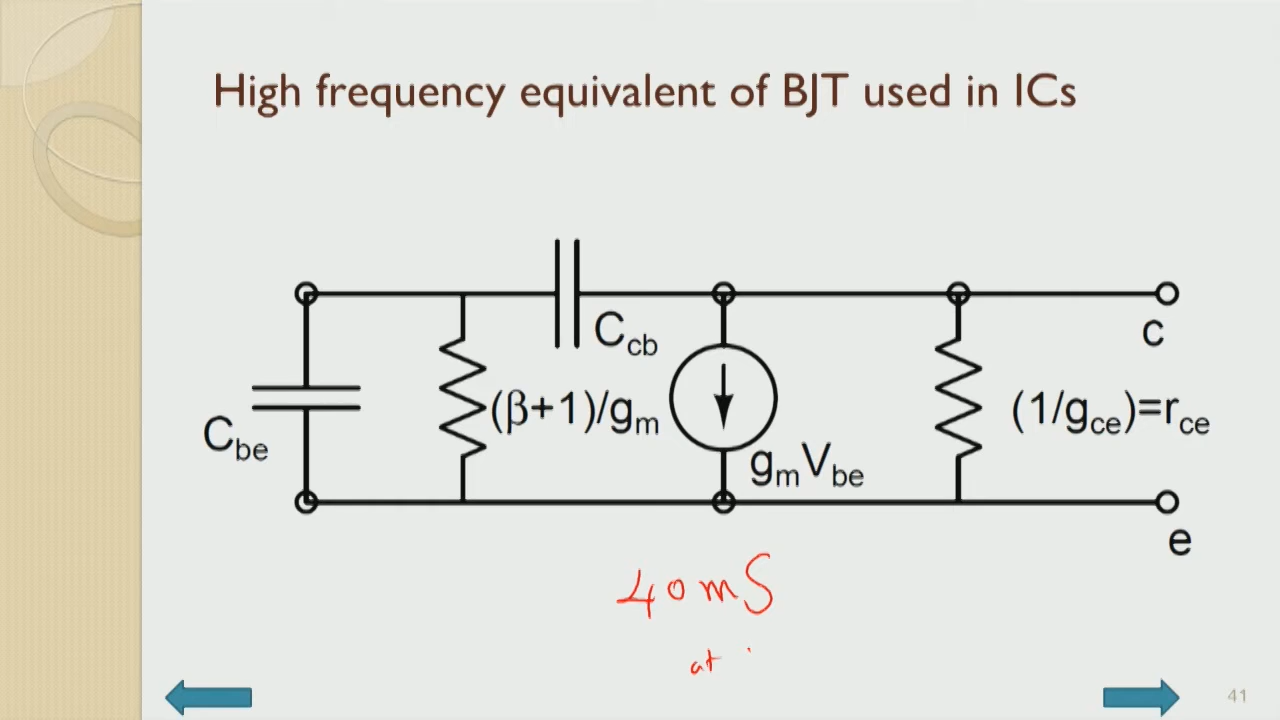 High frequency equivalent of BJT used in ICs
C_cb
c
C_be
(β+1)/g_m
(1/g_ce)=r_ce
g_mV_be
e
40 mS
at
41